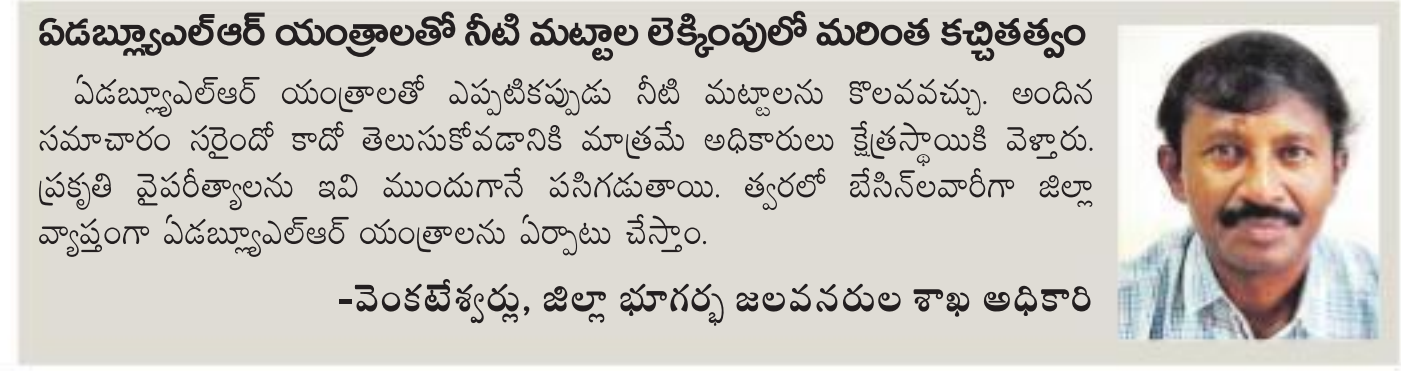 ఏడబ్ల్యూఎల్ఆర్ యంత్రాలతో నీటి మట్టాల లెక్కింపులో మరింత కచ్చితత్వం
ఏడబ్ల్యూఎల్ఆర్ యంత్రాలతో ఎప్పటికప్పుడు నీటి మట్టాలను కొలవవచ్చు. అందిన
సమాచారం సరైందో కాదో తెలుసుకోవడానికి మాత్రమే అధికారులు క్షేత్రస్థాయికి వెళ్తారు.
ప్రకృతి వైపరీత్యాలను ఇవి ముందుగానే పసిగడుతాయి. త్వరలో బేసిన్‌లవారీగా జిల్లా
వ్యాప్తంగా ఏడబ్ల్యూఎల్ఆర్ యంత్రాలను ఏర్పాటు చేస్తాం.
-వెంకటేశ్వర్లు, జిల్లా భూగర్భ జలవనరుల శాఖ అధికారి